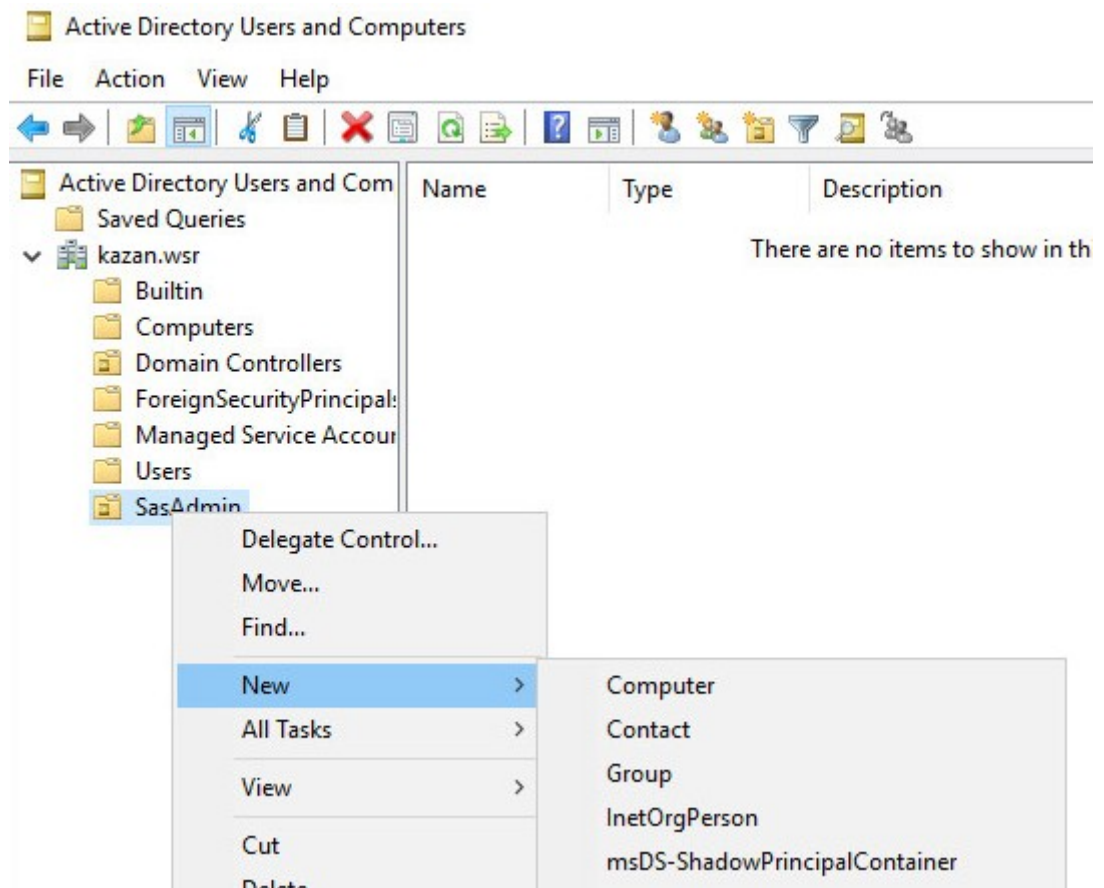 Active Directory Users and Computers
File Action View Help
Active Directory Users and Com
Name Type Description
Saved Queries
There are no items to show in th
kazan.wsr
Builtin
Computers
Domain Controllers
ForeignSecurityPrincipals
Managed Service Accour
Users
SasAdmin
Delegate Control...
Move...
Find...
New
Computer
All Tasks
Contact
Group
View
InetOrgPerson
Cut
msDS-ShadowPrincipalContainer
Delete